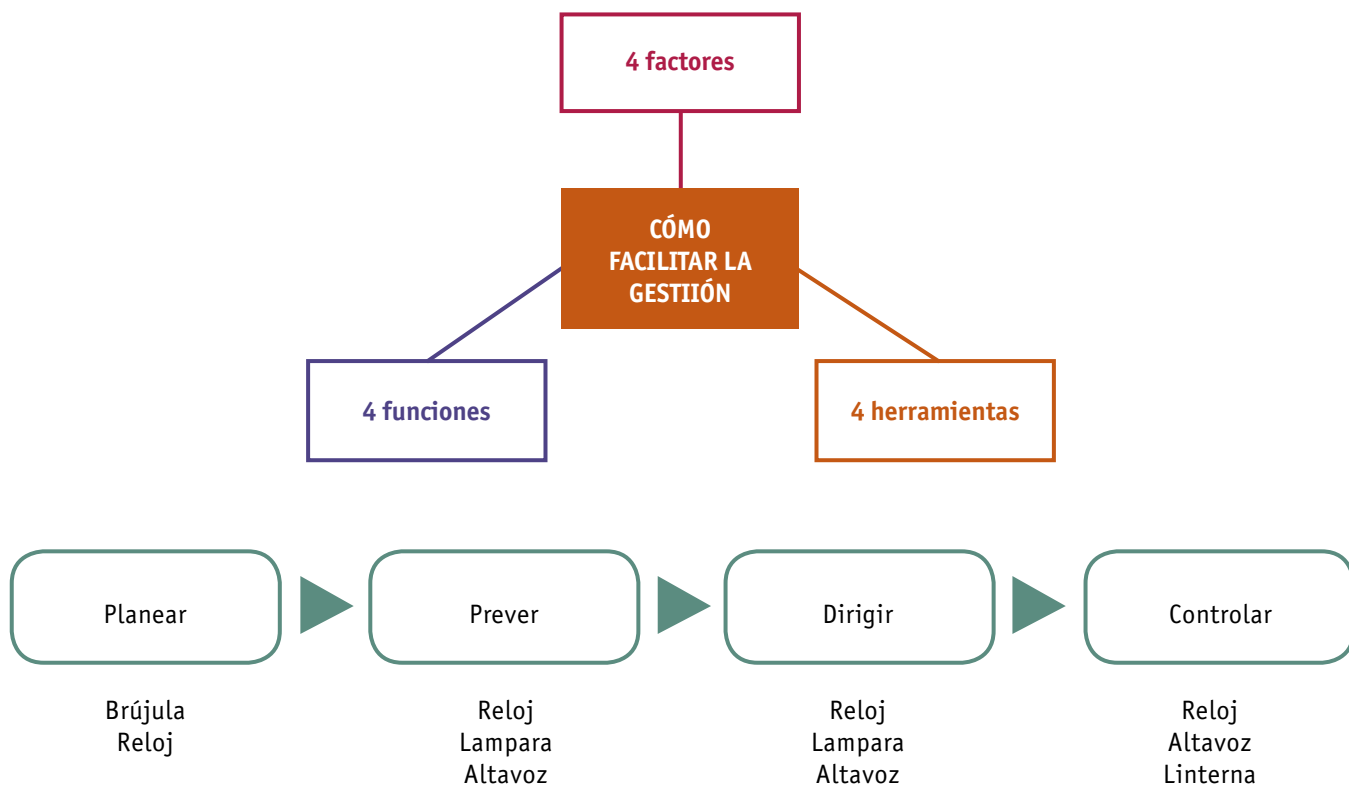 4 factores
CÓMO
FACILITAR LA
GESTIIÓN
4 funciones
4 herramientas
Planear
Prever
Dirigir
Controlar
Brújula
Reloj
Reloj
Lampara
Altavoz
Reloj
Lampara
Altavoz
Reloj
Altavoz
Linterna